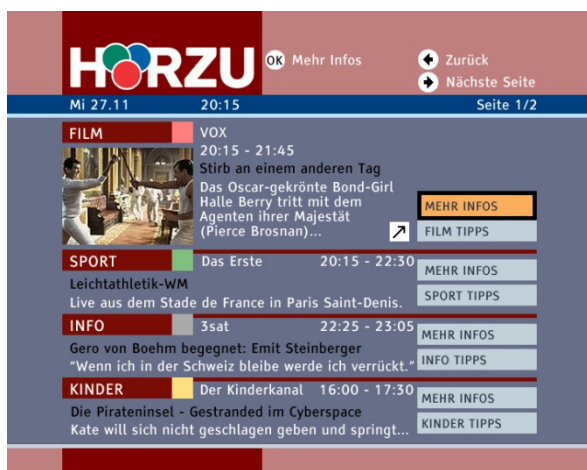 HÖRZU
OK Mehr Infos
Zurück
Nächste Seite
Mi 27.11 20:15 Seite 1/2
FILM
VOX
20:15 - 21:45
Stirb an einem anderen Tag
Das Oscar-gekrönte Bond-Girl
Halle Berry tritt mit dem
Agenten ihrer Majestät
(Pierce Brosnan)...
MEHR INFOS
FILM TIPPS
SPORT Das Erste 20:15 - 22:30
Leichtathletik-WM
Live aus dem Stade de France in Paris Saint-Denis.
MEHR INFOS
SPORT TIPPS
INFO 3sat 22:25 - 23:05
Gero von Boehm begegnet: Emit Steinberger
"Wenn ich in der Schweiz bleibe werde ich verrückt."
MEHR INFOS
INFO TIPPS
KINDER Der Kinderkanal 16:00 - 17:30
Die Pirateninsel - Gestranded im Cyberspace
Kate will sich nicht geschlagen geben und springt...
MEHR INFOS
KINDER TIPPS